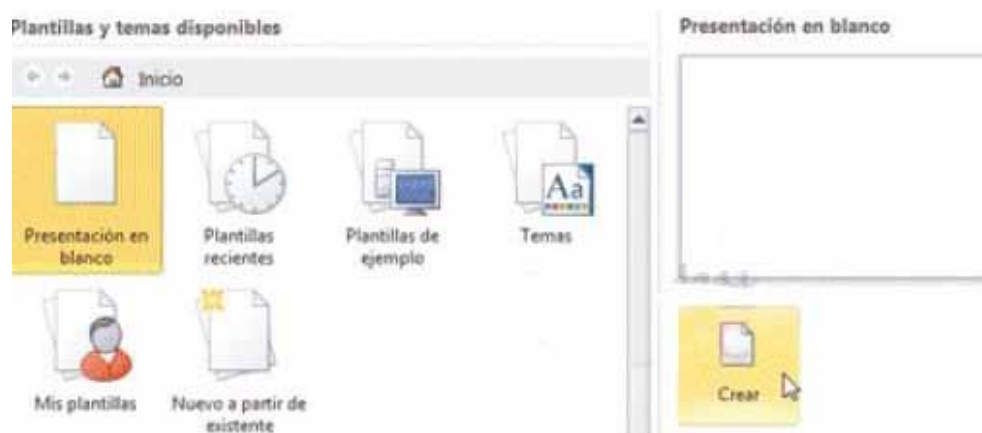 Plantillas y temas disponibles
Inicio
Presentación en
blanco
Plantillas
recientes
Plantillas de
ejemplo
Aa
Temas
Mis plantillas
Nuevo a partir de
existente
Presentación en blanco
Crear